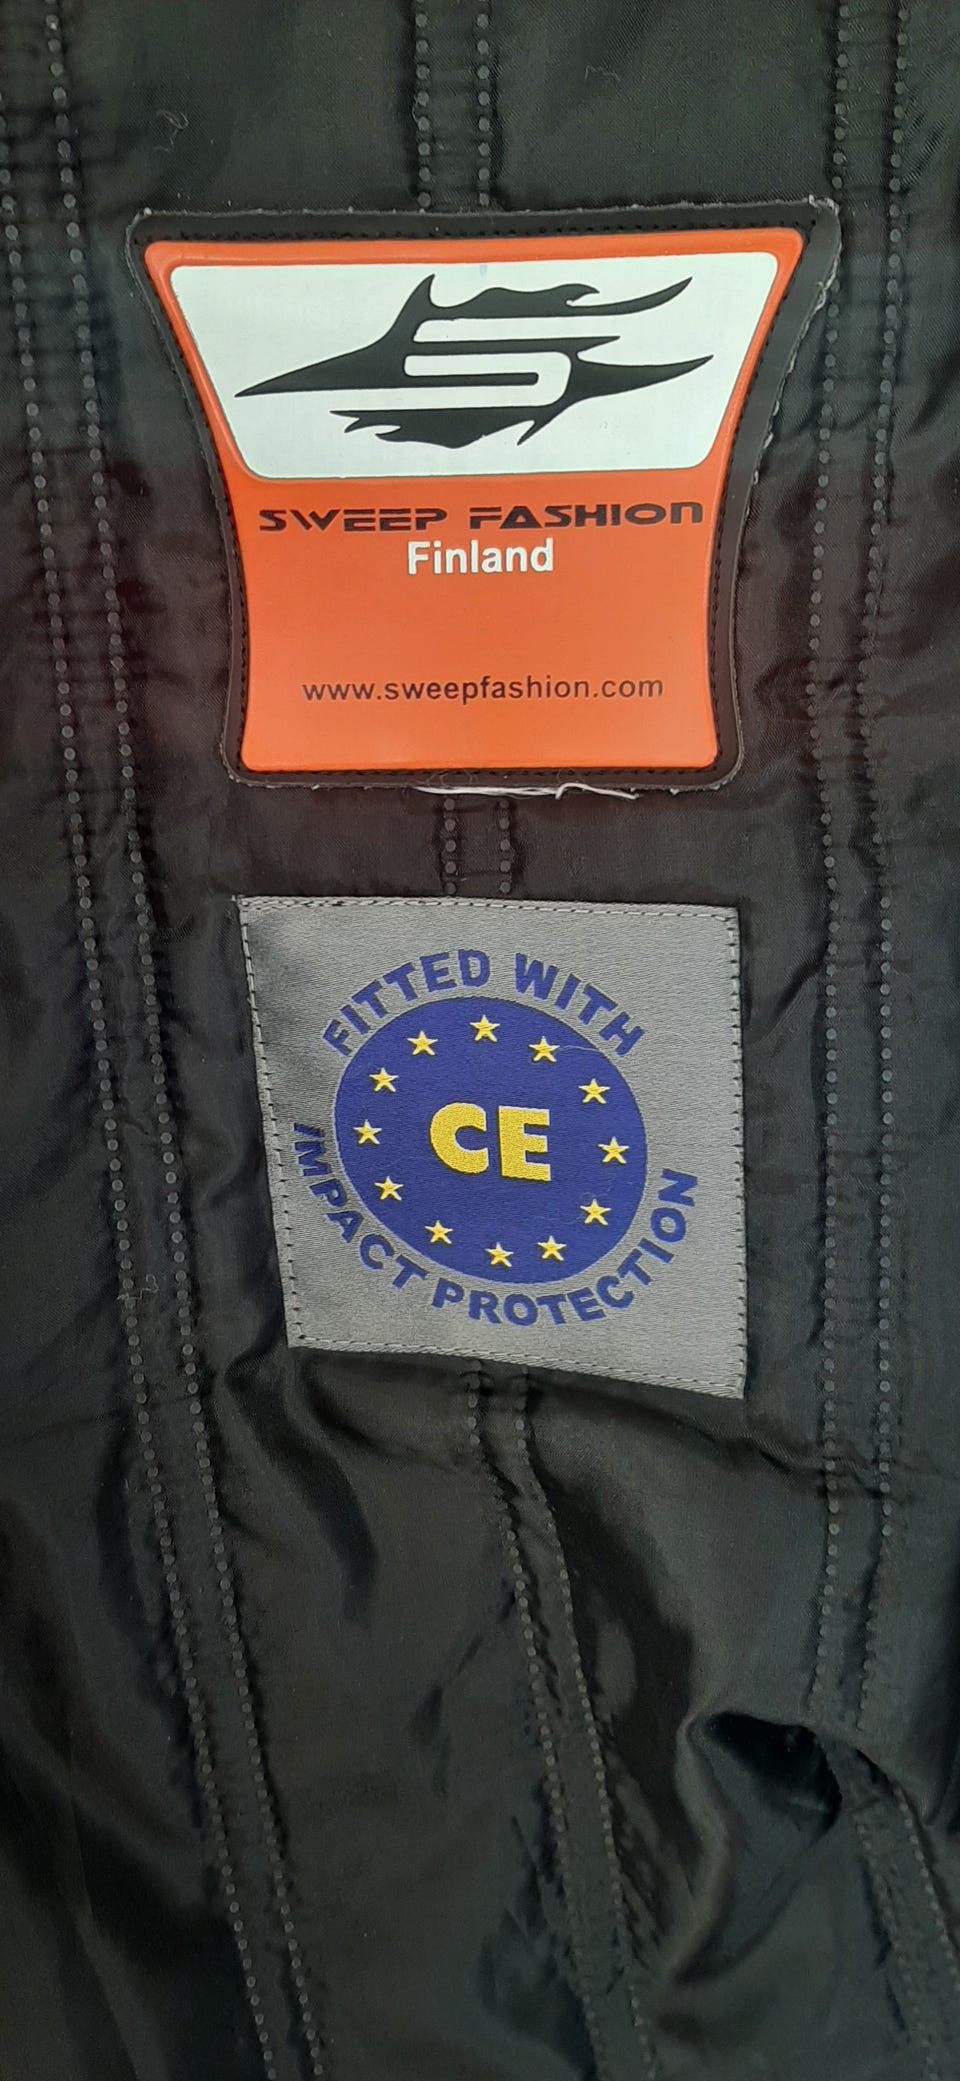 SWEEP FASHION
Finland
www.sweepfashion.com
FITTED WITH
CE
IMPACT PROTECTION